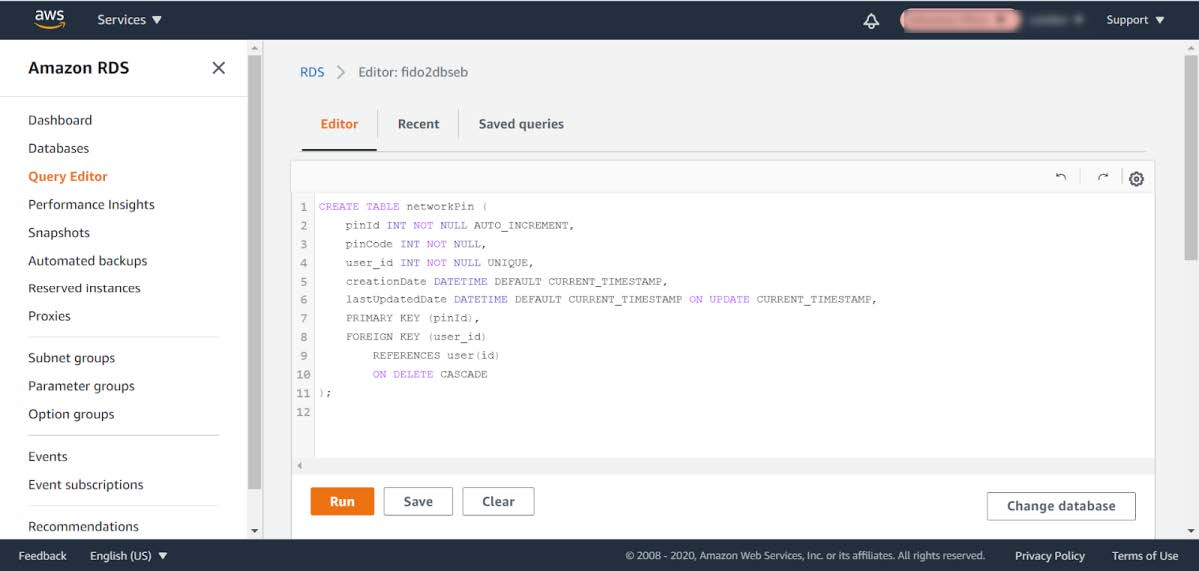 aws
Services ▼
Support ▼
Amazon RDS
Dashboard
Databases
Query Editor
Performance Insights
Snapshots
Automated backups
Reserved instances
Proxies
Subnet groups
Parameter groups
Option groups
Events
Event subscriptions
Recommendations
RDS > Editor: fido2dbseb
Editor
Recent
Saved queries
1 CREATE TABLE networkPin (
2 pinId INT NOT NULL AUTO_INCREMENT,
3 pinCode INT NOT NULL,
4 user_id INT NOT NULL UNIQUE,
5 creationDate DATETIME DEFAULT CURRENT_TIMESTAMP,
6 lastUpdatedDate DATETIME DEFAULT CURRENT_TIMESTAMP ON UPDATE CURRENT_TIMESTAMP,
7 PRIMARY KEY (pinId),
8 FOREIGN KEY (user_id)
9 REFERENCES user(id)
10 ON DELETE CASCADE
11 );
12
Run
Save
Clear
Change database
Feedback
English (US) ▼
© 2008 - 2020, Amazon Web Services, Inc. or its affiliates. All rights reserved.
Privacy Policy
Terms of Use